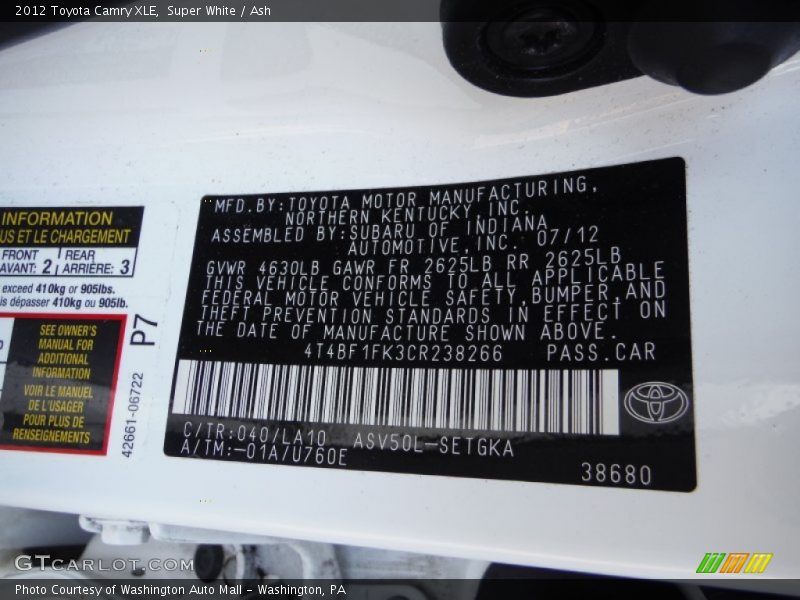 2012 Toyota Camry XLE,  Super White / Ash
MFD.BY:TOYOTA MOTOR MANUFACTURING,
NORTHERN KENTUCKY,INC.
ASSEMBLED BY:SUBARU OF INDIANA
AUTOMOTIVE,INC. 07/12
GVWR 4630LB GAWR FR 2625LB RR 2625LB
THIS VEHICLE CONFORMS TO ALL APPLICABLE
FEDERAL MOTOR VEHICLE SAFETY,BUMPER,AND
THEFT PREVENTION STANDARDS IN EFFECT ON
THE DATE OF MANUFACTURE SHOWN ABOVE.
4T4BF1FK3CR238266 PASS.CAR
C/TR:040/LA10 ASV50L-SETGKA
A/TM:-01A/U760E
38680
INFORMATION
US ET LE CHARGEMENT
FRONT REAR
AVANT: 2 ARRIÈRE: 3
exceed 410kg or 905lbs.
is dépasser 410kg ou 905lb.
SEE OWNER'S
MANUAL FOR
ADDITIONAL
INFORMATION
VOIR LE MANUEL
DE L'USAGER
POUR PLUS DE
RENSEIGNEMENTS
P7
42661-06722
GTCARLOT.COM
Photo Courtesy of Washington Auto Mall - Washington, PA